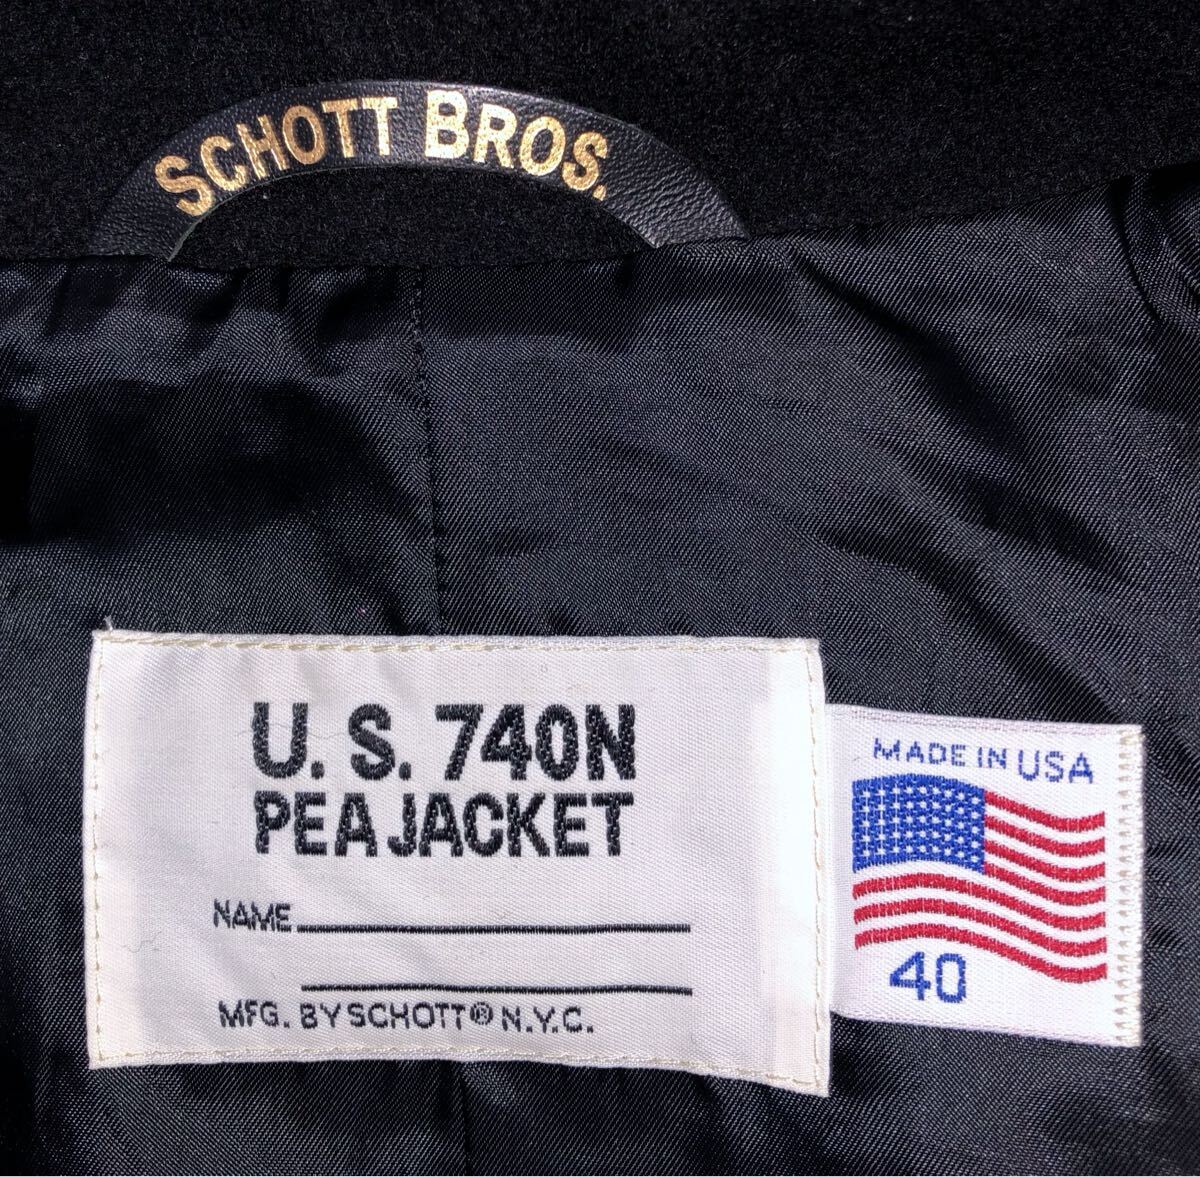 SCHOTT BROS.
U. S. 740N
PEA JACKET
NAME
MFG. BY SCHOTT® N.Y.C.
MADE IN USA
40